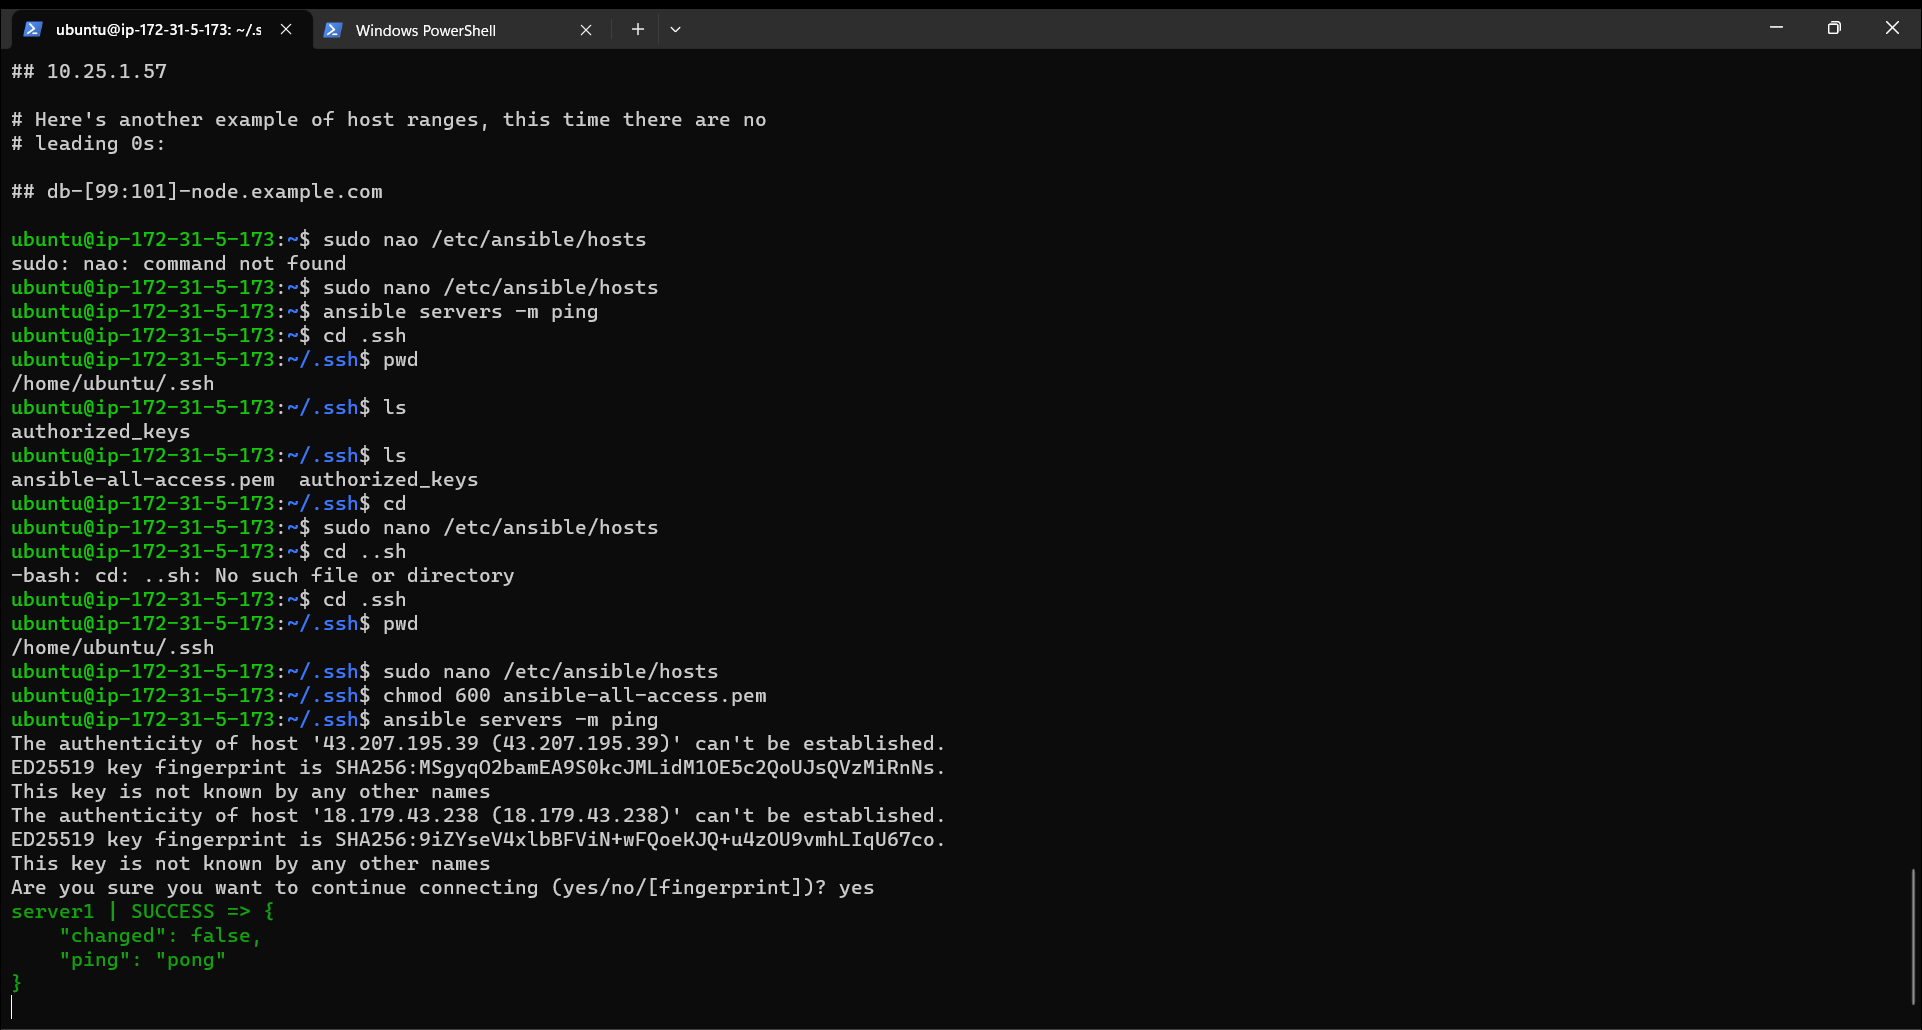 ubuntu@ip-172-31-5-173: ~/.s
Windows PowerShell
## 10.25.1.57
# Here's another example of host ranges, this time there are no
# leading 0s:
## db-[99:101]-node.example.com
ubuntu@ip-172-31-5-173:~$ sudo nao /etc/ansible/hosts
sudo: nao: command not found
ubuntu@ip-172-31-5-173:~$ sudo nano /etc/ansible/hosts
ubuntu@ip-172-31-5-173:~$ ansible servers -m ping
ubuntu@ip-172-31-5-173:~$ cd .ssh
ubuntu@ip-172-31-5-173:~/.ssh$ pwd
/home/ubuntu/.ssh
ubuntu@ip-172-31-5-173:~/.ssh$ ls
authorized_keys
ubuntu@ip-172-31-5-173:~/.ssh$ ls
ansible-all-access.pem  authorized_keys
ubuntu@ip-172-31-5-173:~/.ssh$ cd
ubuntu@ip-172-31-5-173:~$ sudo nano /etc/ansible/hosts
ubuntu@ip-172-31-5-173:~$ cd ..sh
-bash: cd: ..sh: No such file or directory
ubuntu@ip-172-31-5-173:~$ cd .ssh
ubuntu@ip-172-31-5-173:~/.ssh$ pwd
/home/ubuntu/.ssh
ubuntu@ip-172-31-5-173:~/.ssh$ sudo nano /etc/ansible/hosts
ubuntu@ip-172-31-5-173:~/.ssh$ chmod 600 ansible-all-access.pem
ubuntu@ip-172-31-5-173:~/.ssh$ ansible servers -m ping
The authenticity of host '43.207.195.39 (43.207.195.39)' can't be established.
ED25519 key fingerprint is SHA256:MSgyqO2bamEA9S0kcJMLidM1OE5c2QoUJsQVzMiRnNs.
This key is not known by any other names
The authenticity of host '18.179.43.238 (18.179.43.238)' can't be established.
ED25519 key fingerprint is SHA256:9iZYseV4xlbBFViN+wFQoeKJQ+u4zOU9vmhLIqU67co.
This key is not known by any other names
Are you sure you want to continue connecting (yes/no/[fingerprint])? yes
server1 | SUCCESS => {
    "changed": false,
    "ping": "pong"
}